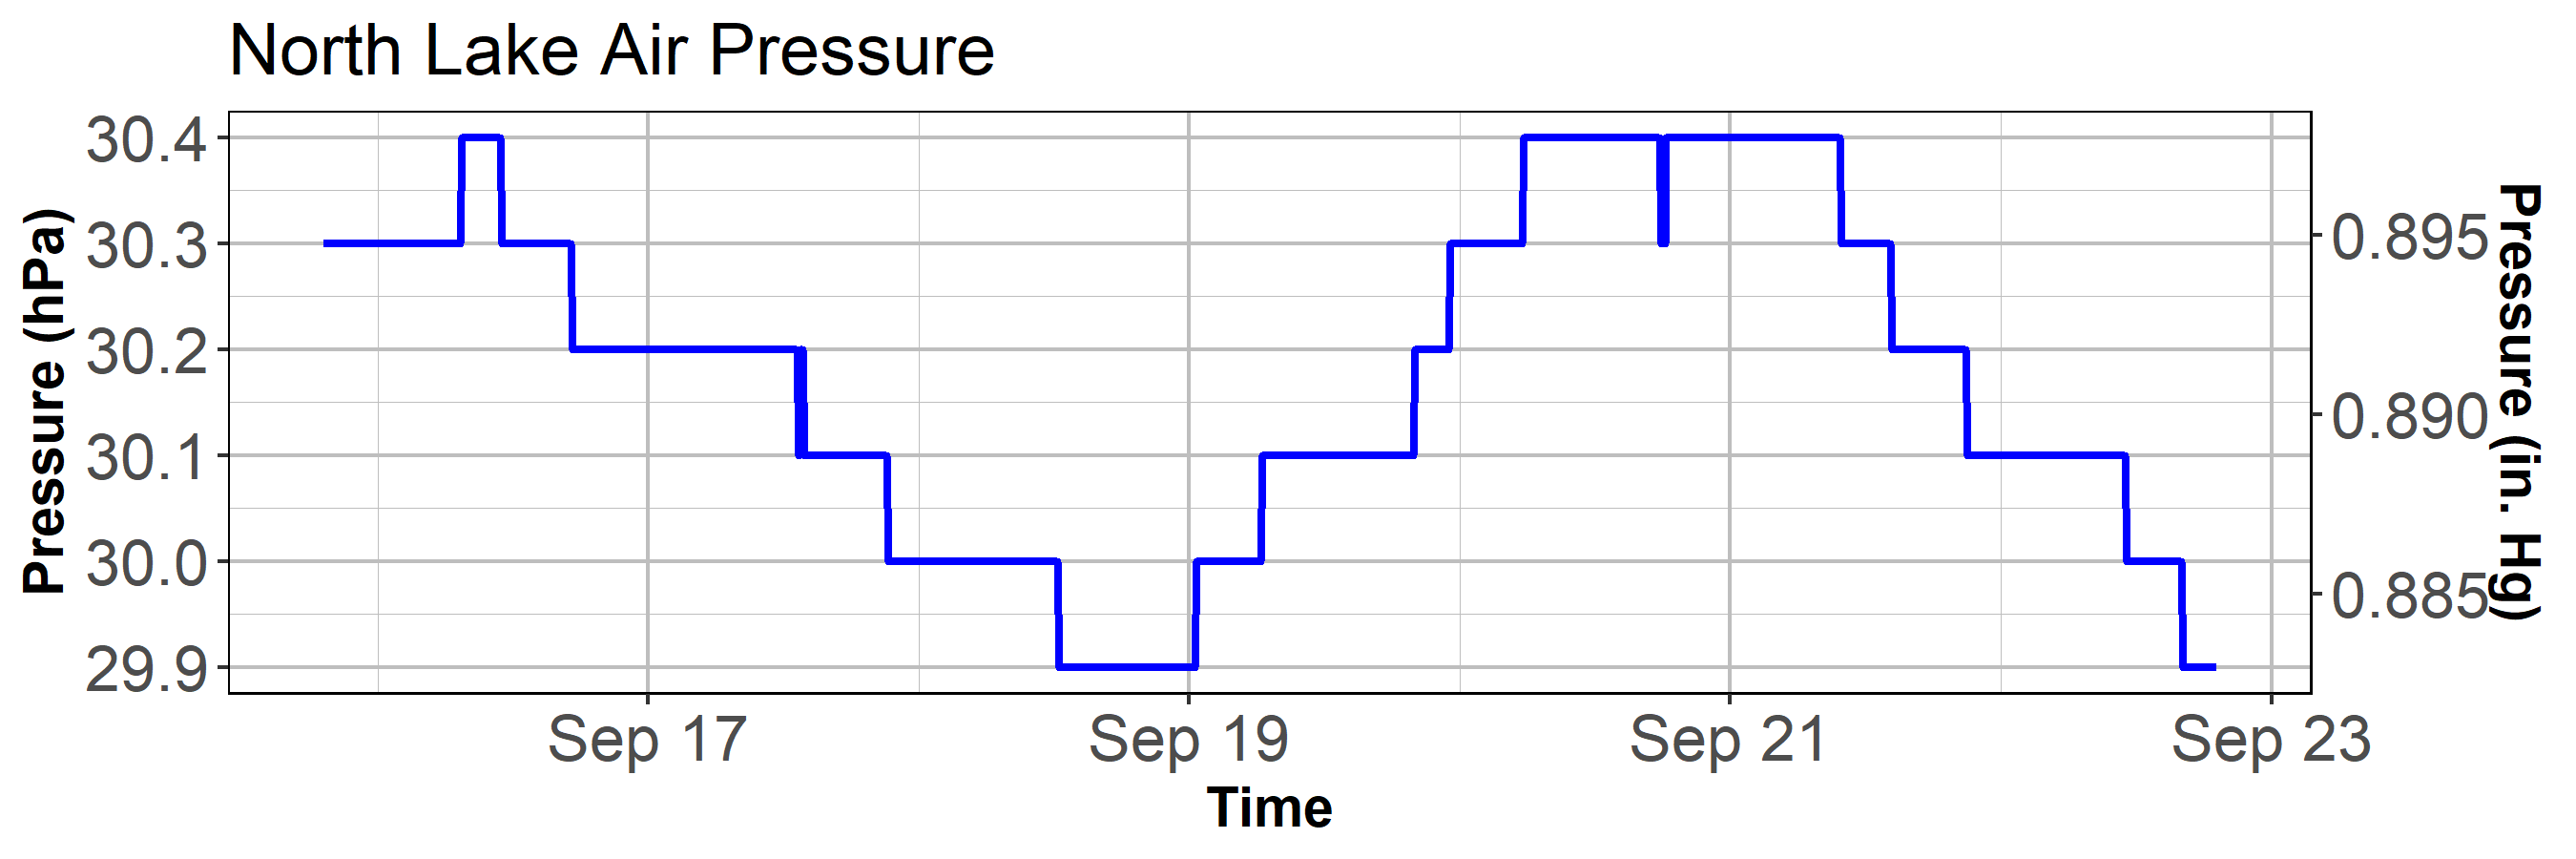 North Lake Air Pressure
Pressure (hPa)
30.4
30.3
30.2
30.1
30.0
29.9
0.895
0.890
0.885
Pressure (in. Hg)
Sep 17
Sep 19
Sep 21
Sep 23
Time